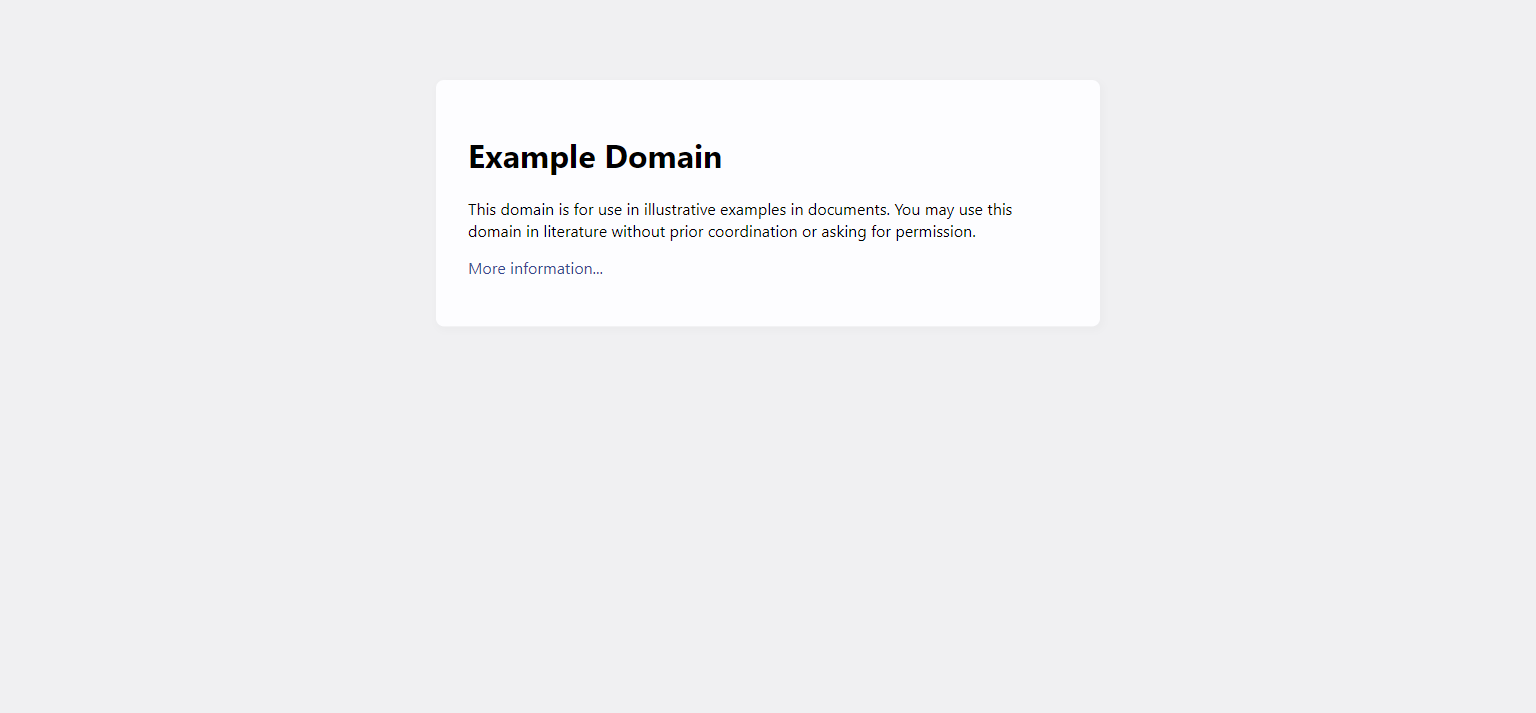 Example Domain
This domain is for use in illustrative examples in documents. You may use this
domain in literature without prior coordination or asking for permission.
More information...